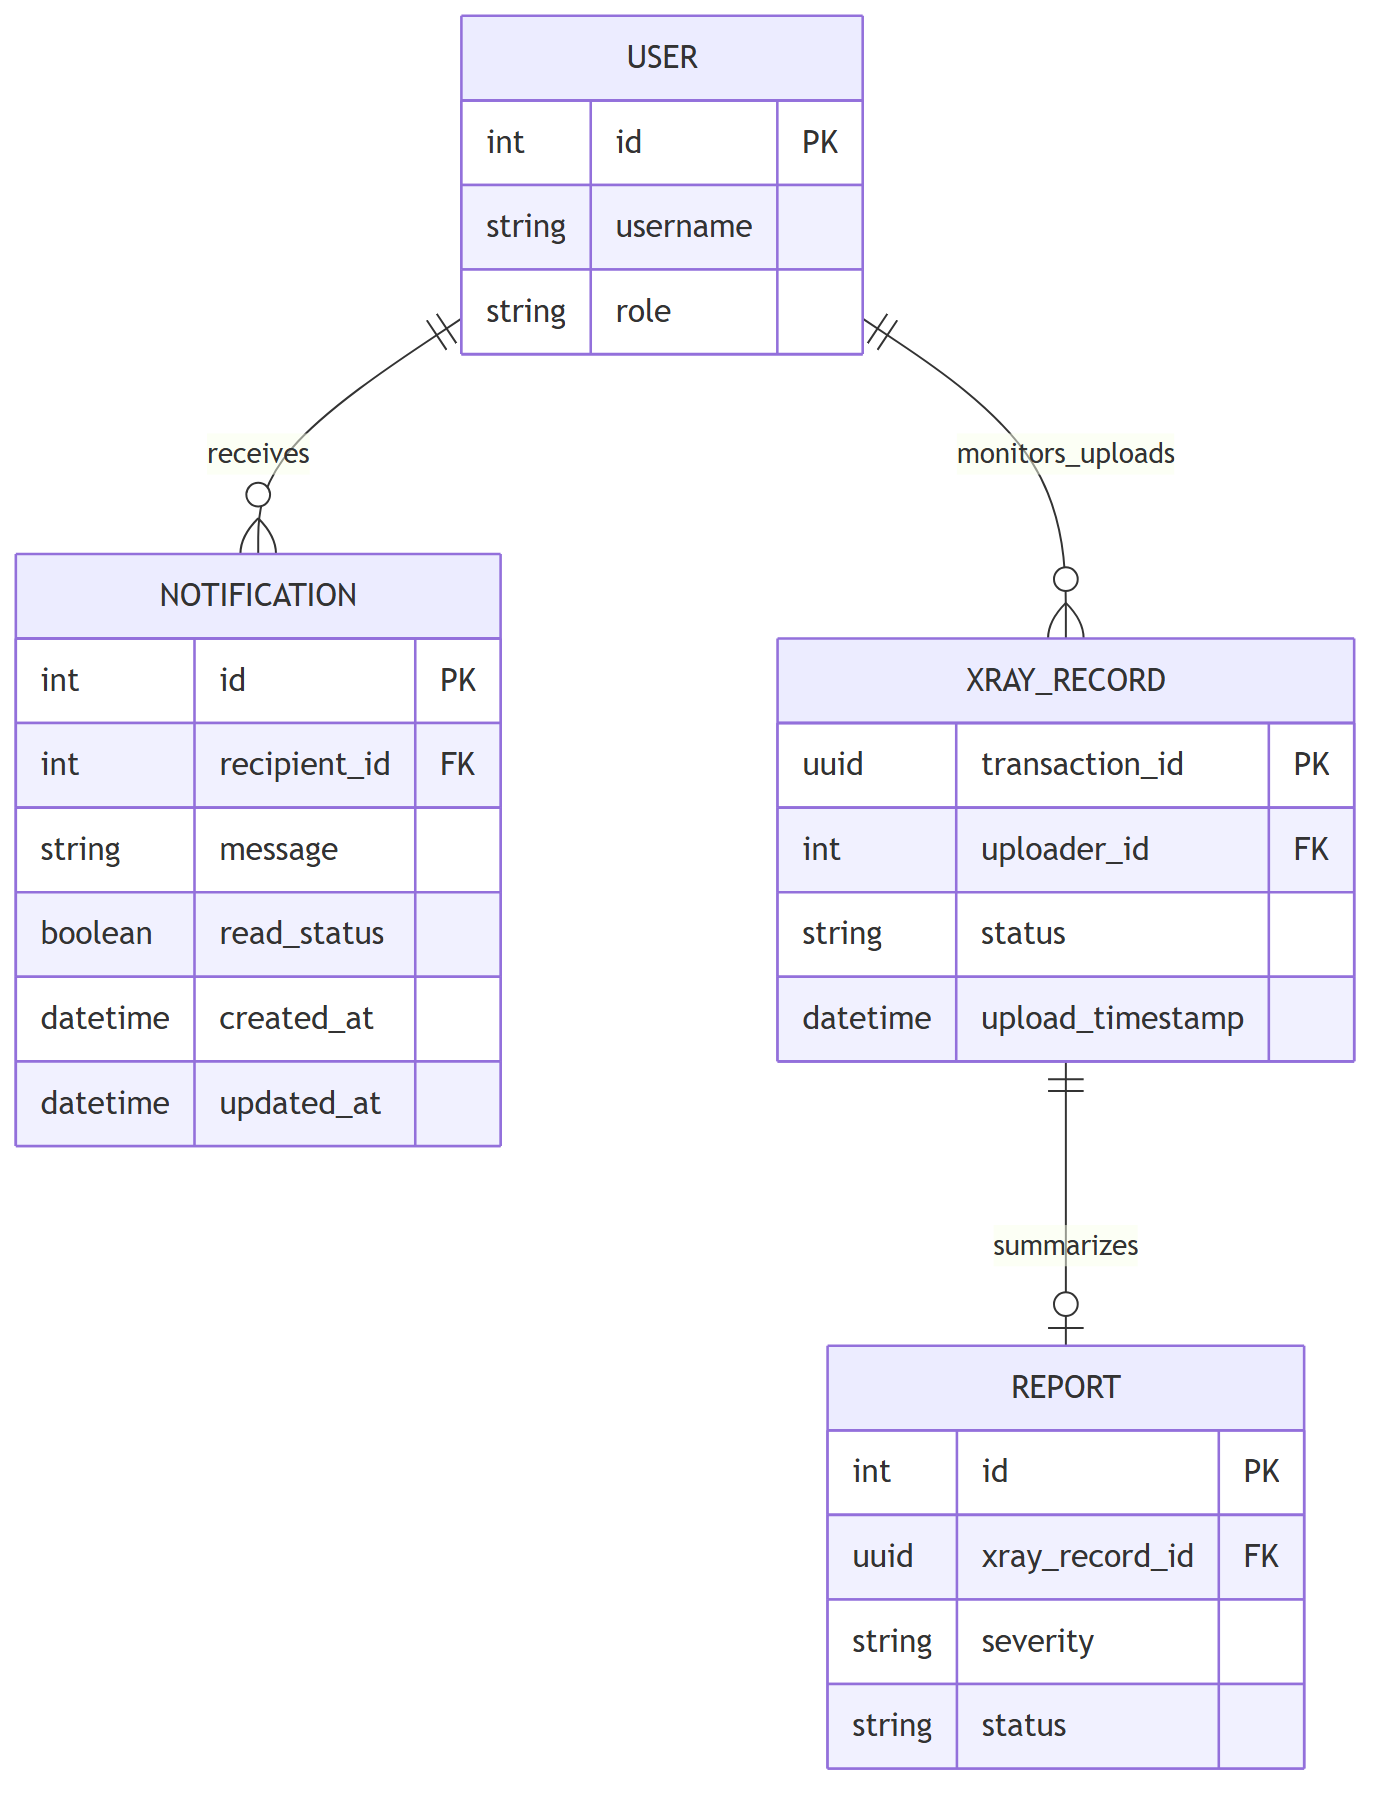 USER
int id PK
string username
string role
receives
monitors_uploads
NOTIFICATION
int id PK
int recipient_id FK
string message
boolean read_status
datetime created_at
datetime updated_at
XRAY_RECORD
uuid transaction_id PK
int uploader_id FK
string status
datetime upload_timestamp
summarizes
REPORT
int id PK
uuid xray_record_id FK
string severity
string status